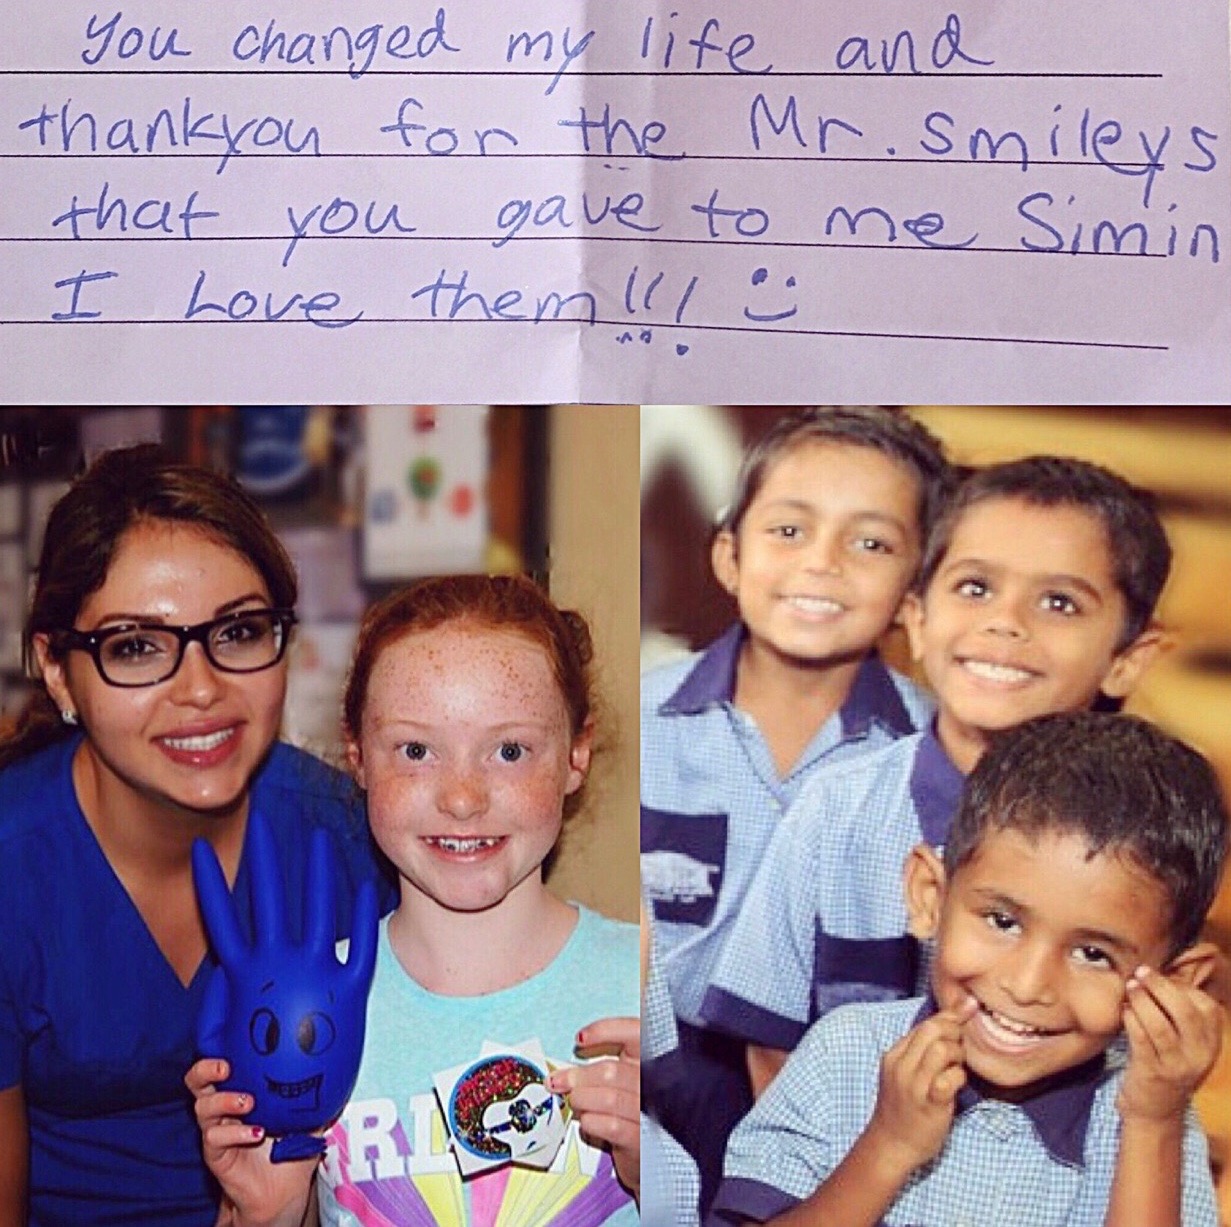 You changed my life and
thankyou for the Mr. smileys
that you gave to me Simin
I Love them!!! :)